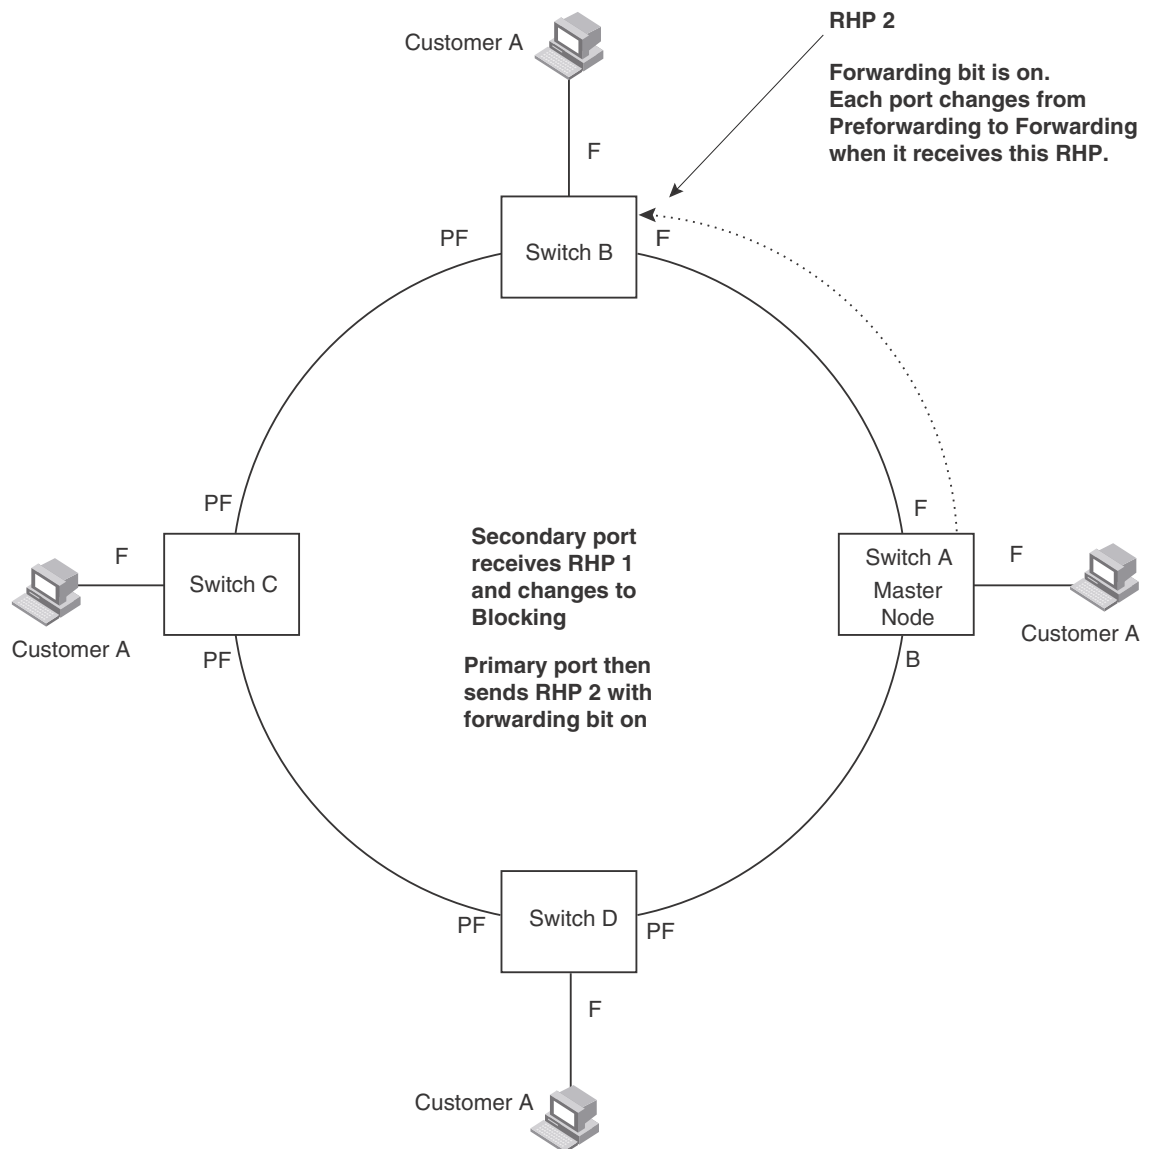 RHP 2
Customer A
Forwarding bit is on.
Each port changes from
Preforwarding to Forwarding
when it receives this RHP.
F
PF
Switch B
F
PF
F
F
Switch C
Customer A
PF
Secondary port
receives RHP 1
and changes to
Blocking
Primary port then
sends RHP 2 with
forwarding bit on
Switch A
Master
Node
F
Customer A
B
PF
Switch D
PF
F
Customer A